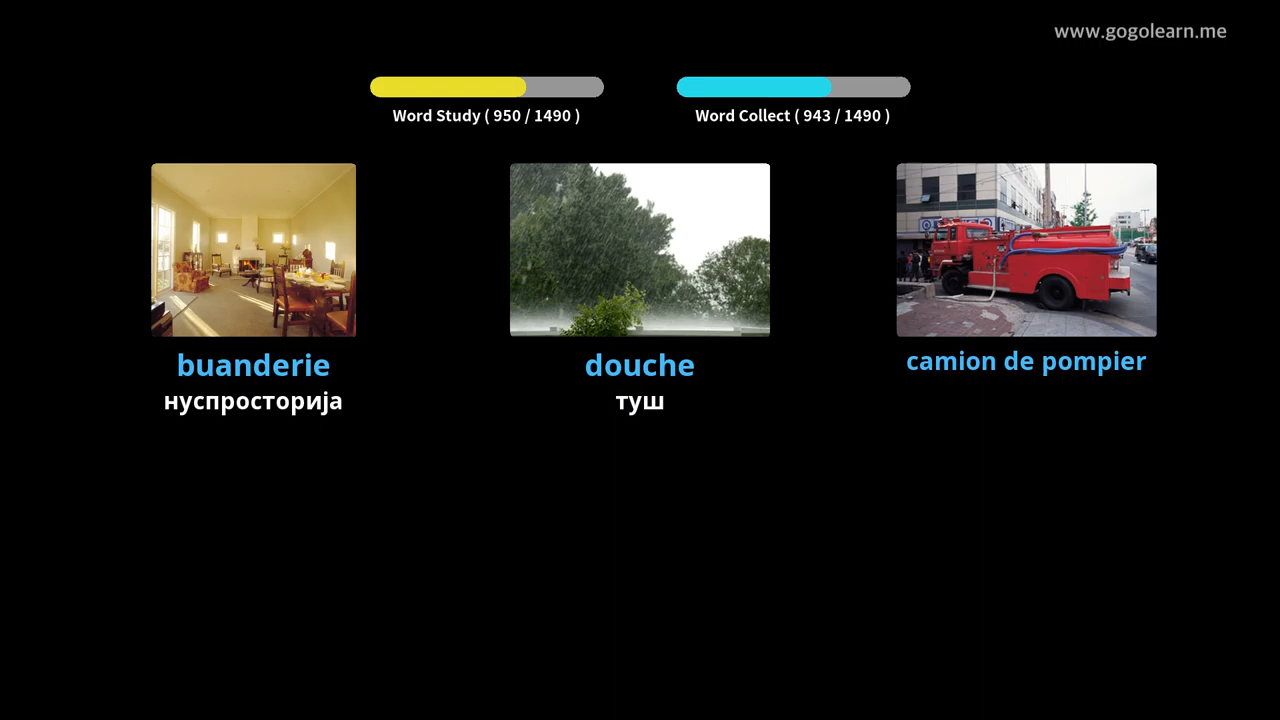 www.gogolearn.me
Word Study ( 950 / 1490 )
Word Collect ( 943 / 1490 )
buanderie
douche
camion de pompier
нуспросторија
туш